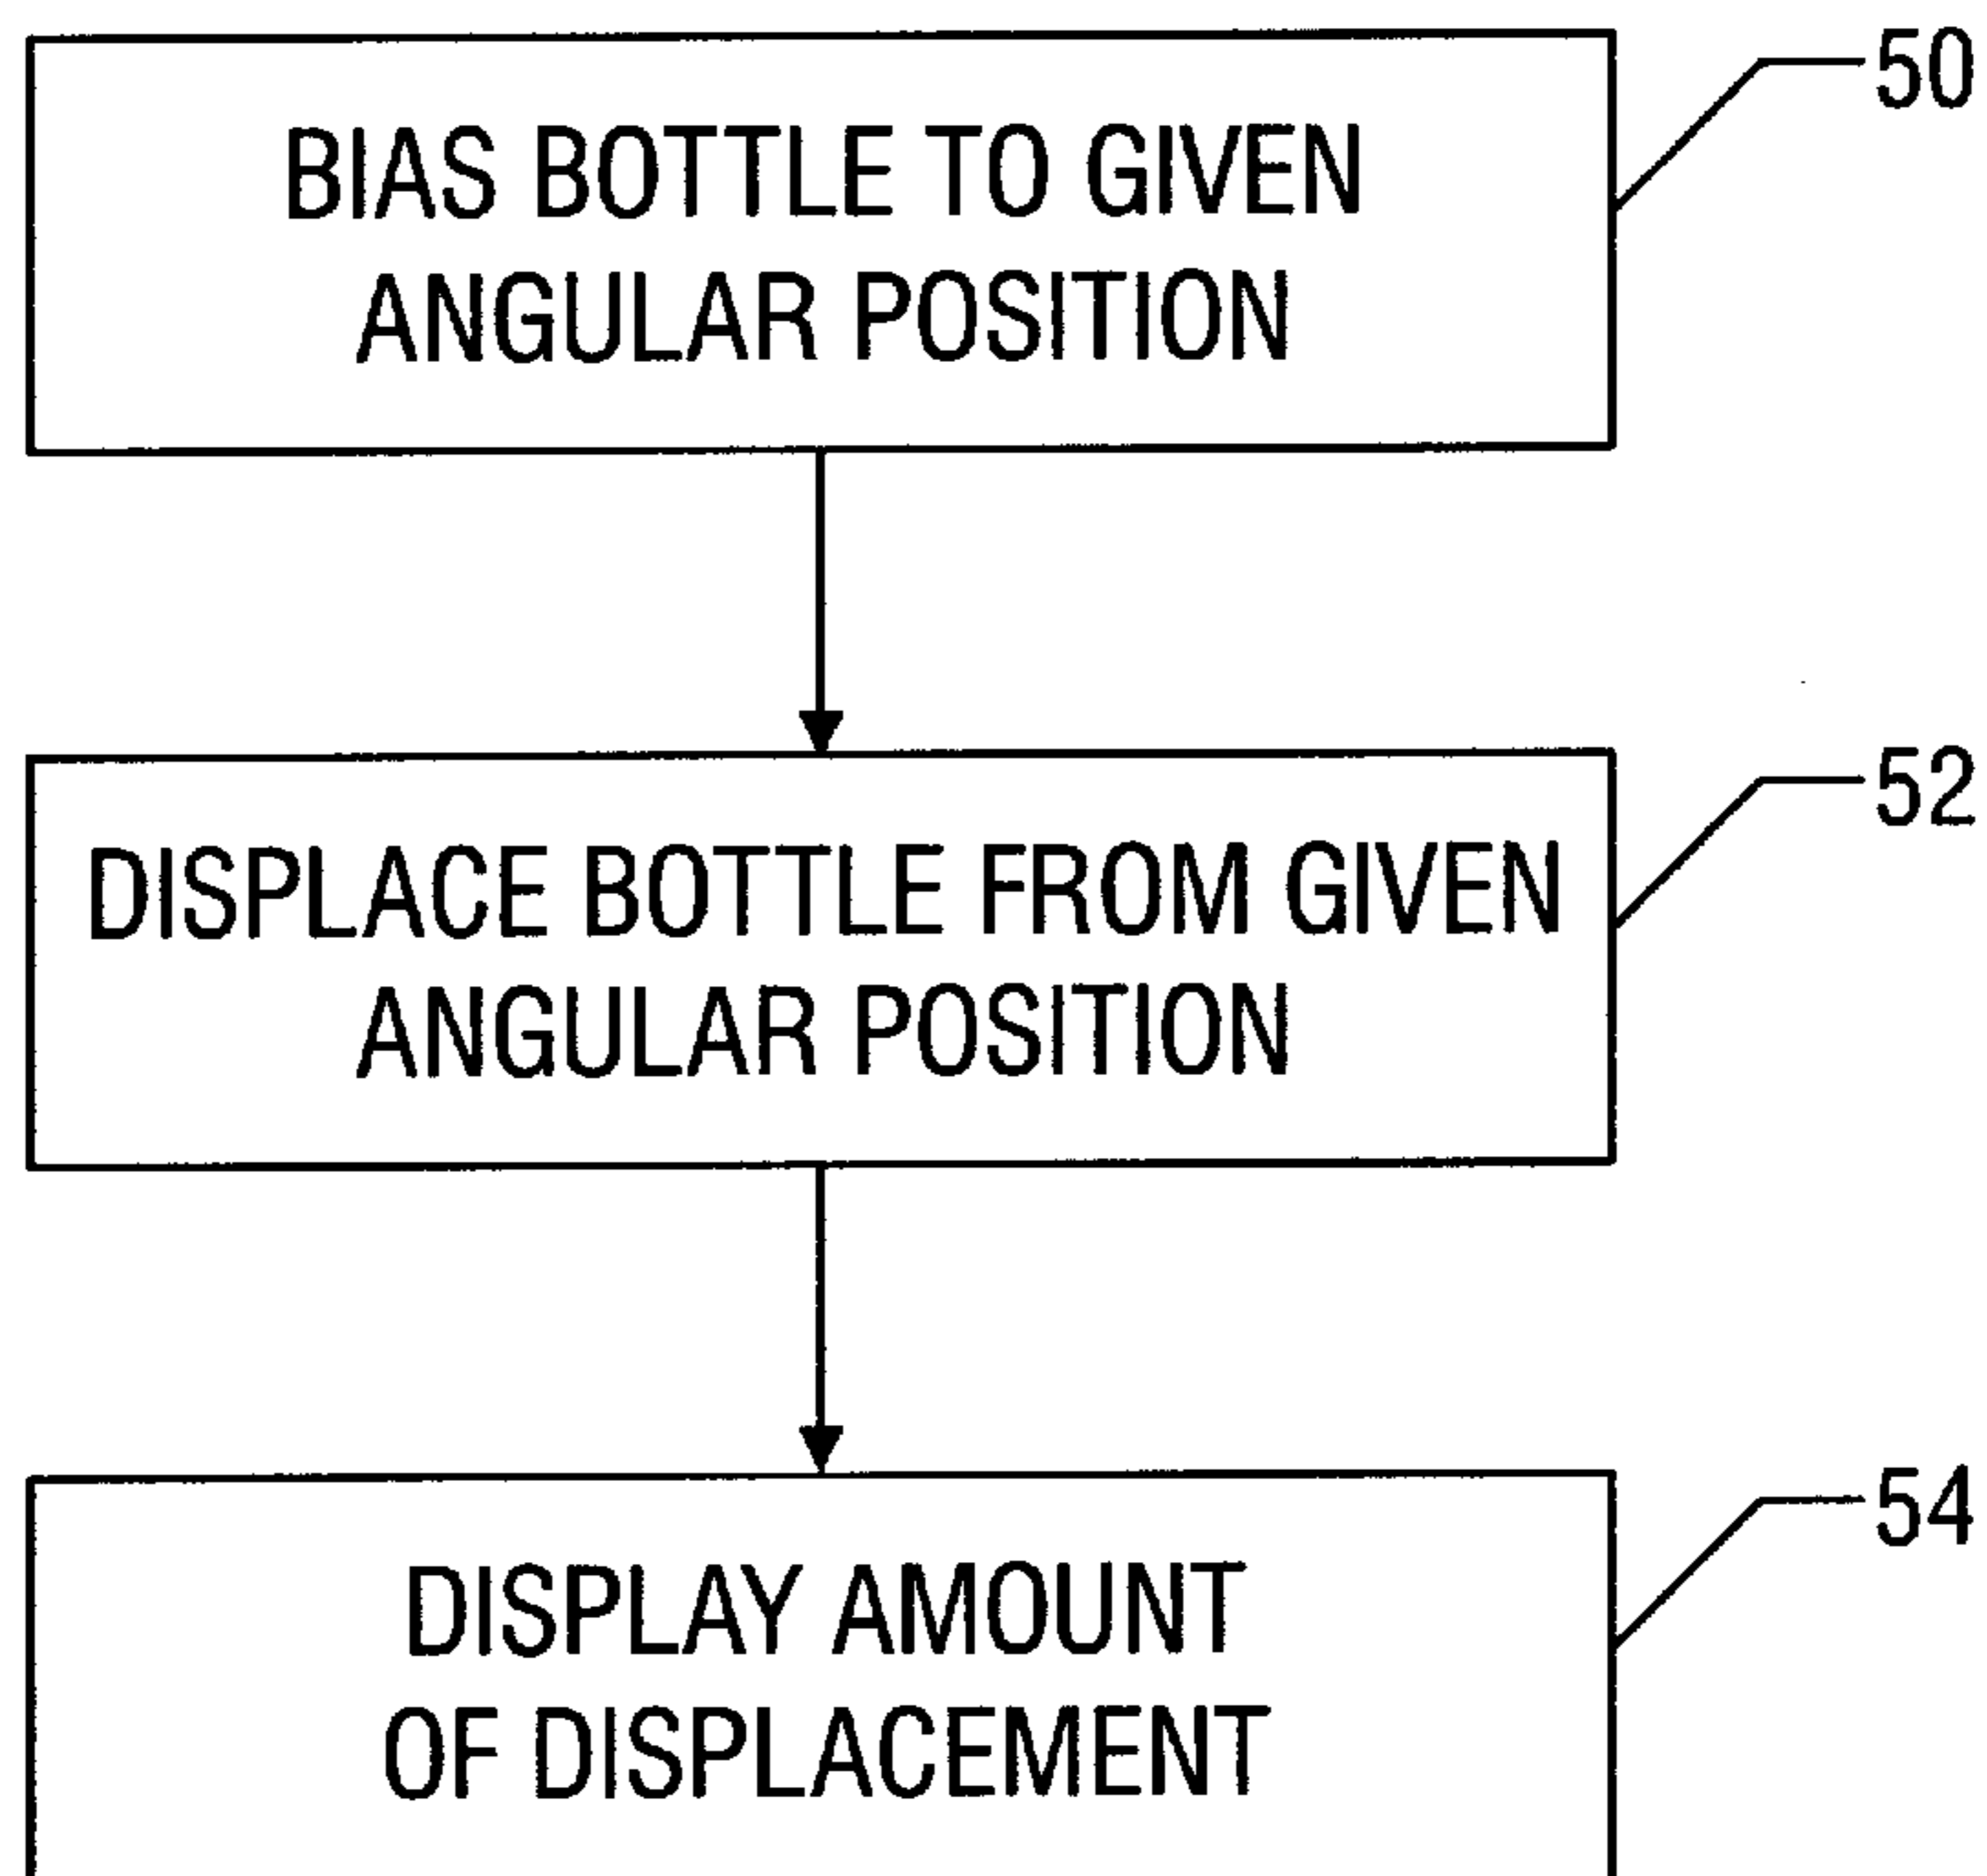 50
BIAS BOTTLE TO GIVEN
ANGULAR POSITION
52
DISPLACE BOTTLE FROM GIVEN
ANGULAR POSITION
54
DISPLAY AMOUNT
OF DISPLACEMENT